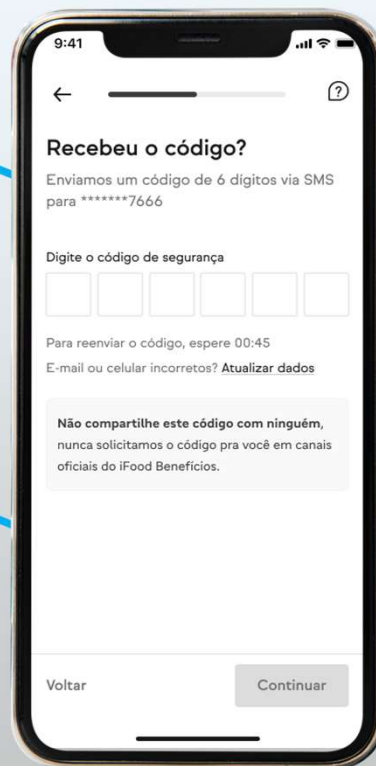 9:41
Recebeu o código?
Enviamos um código de 6 dígitos via SMS
para *******7666
Digite o código de segurança
Para reenviar o código, espere 00:45
E-mail ou celular incorretos? Atualizar dados
Não compartilhe este código com ninguém,
nunca solicitamos o código pra você em canais
oficiais do iFood Benefícios.
Voltar
Continuar